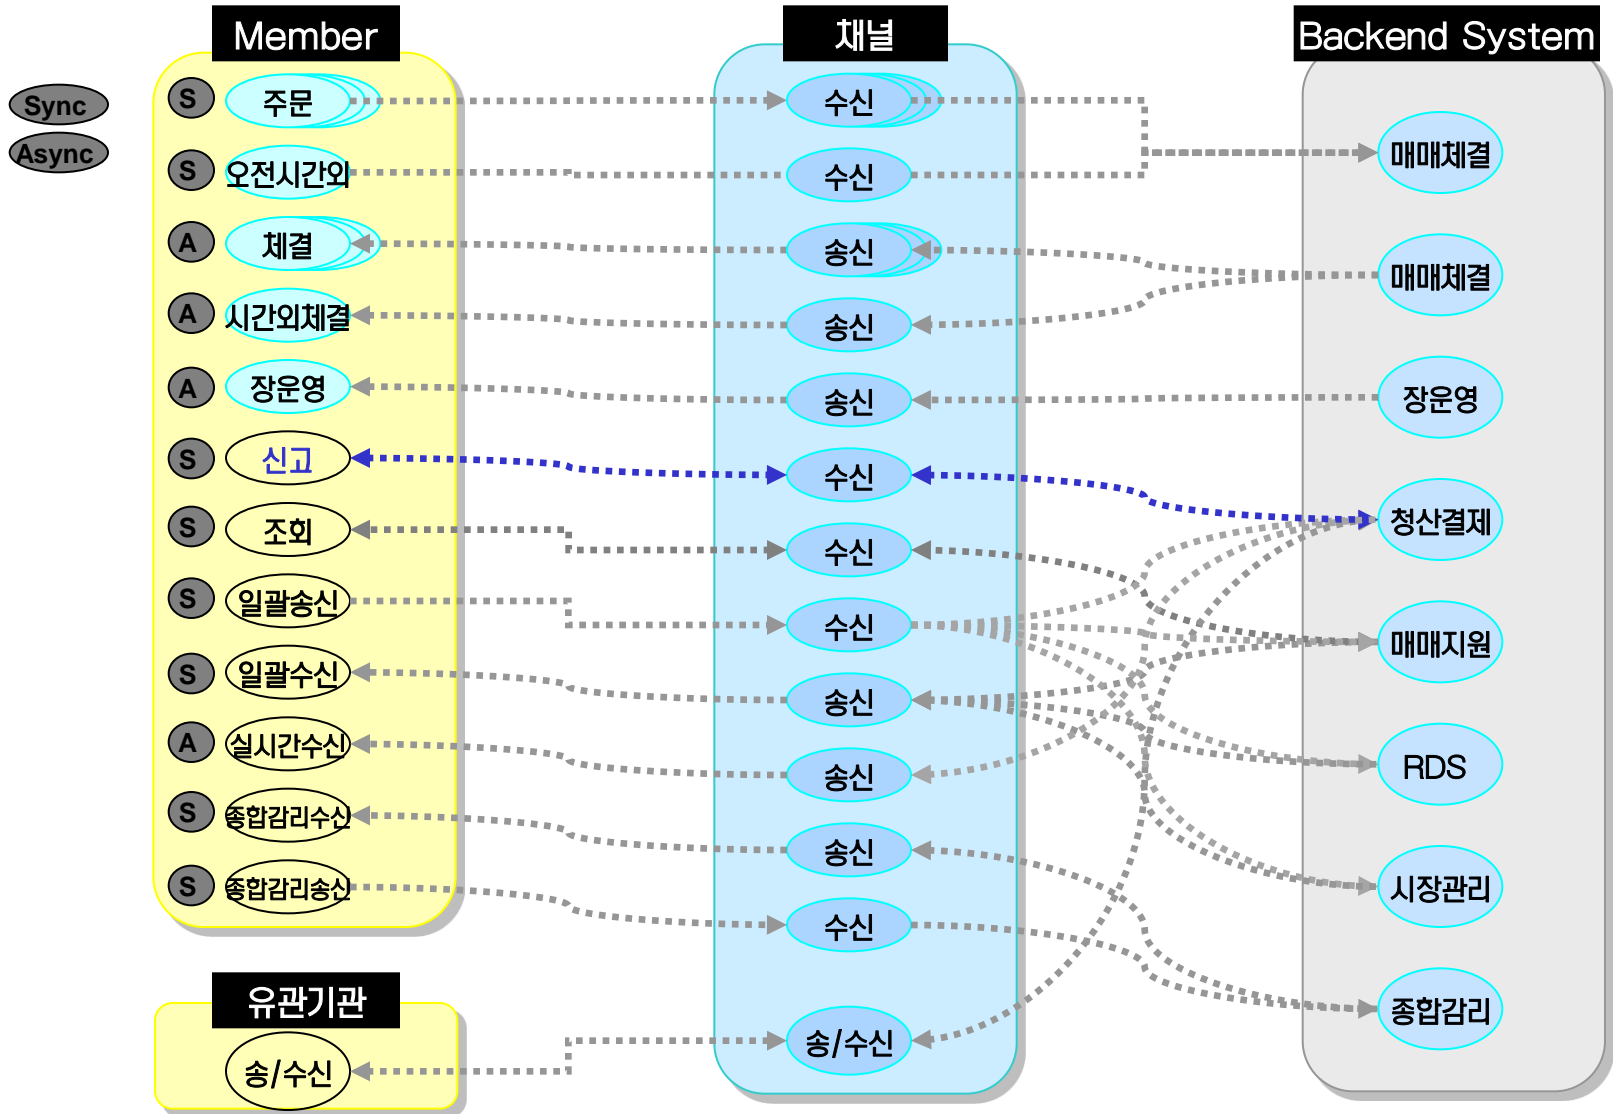 Member
채널
Backend System
Sync
Async
S
주문
수신
매매체결
S
오전시간외
수신
A
체결
송신
매매체결
A
시간외체결
송신
A
장운영
송신
장운영
S
신고
수신
청산결제
S
조회
수신
S
일괄송신
수신
매매지원
S
일괄수신
송신
A
실시간수신
송신
RDS
S
종합감리수신
송신
S
종합감리송신
수신
시장관리
종합감리
유관기관
송/수신
송/수신